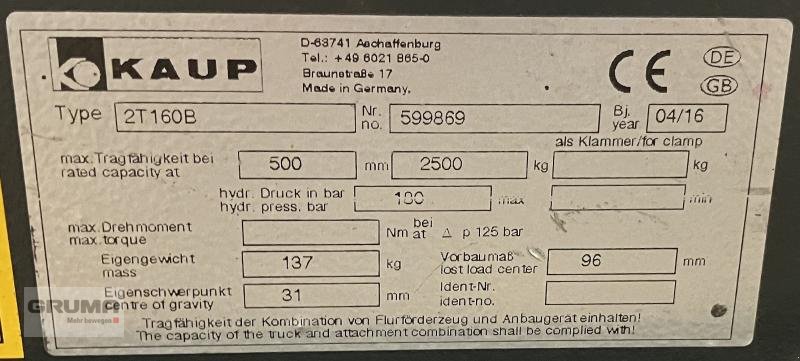 KAUP
D-63741 Aschaffenburg
Tel.: +49 6021 865-0
Braunstraße 17
Made in Germany.
CE
DE
GB
Type 2T160B Nr. no. 599869 Bj. year 04/16
als Klammer/for clamp
max.Tragfähigkeit bei rated capacity at 500 mm 2500 kg kg
hydr. Druck in bar hydr. press. bar max min
max.Drehmoment max.torque Nm bei at Δ p 125 bar
Eigengewicht mass 137 kg Vorbaumaß lost load center 96 mm
Eigenschwerpunkt centre of gravity 31 mm Ident-Nr. ident-no.
GRUMA
Mehr bewegen
Tragfähigkeit der Kombination von Flurförderzeug und Anbaugerät einhalten!
The capacity of the truck and attachment combination shall be complied with!